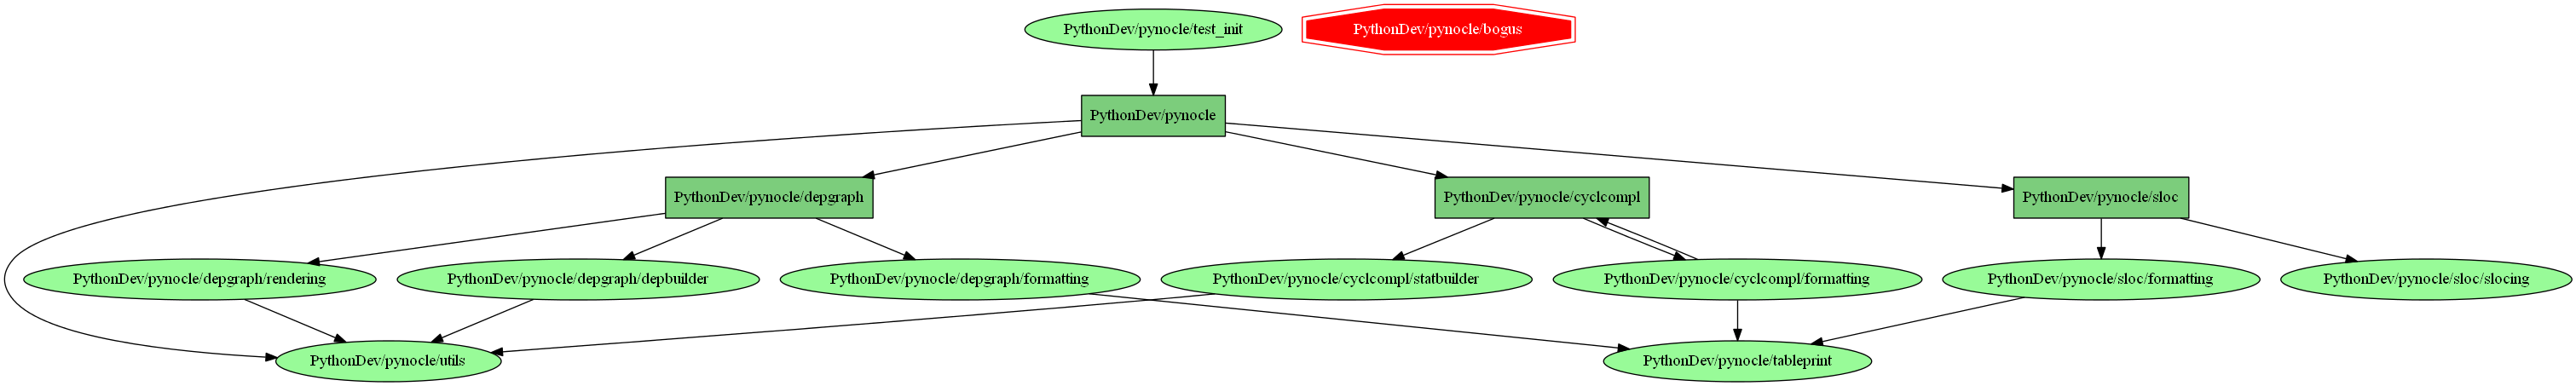 PythonDev/pynocle/test_init
PythonDev/pynocle/bogus
PythonDev/pynocle
PythonDev/pynocle/depgraph
PythonDev/pynocle/cyclcompl
PythonDev/pynocle/sloc
PythonDev/pynocle/depgraph/rendering
PythonDev/pynocle/depgraph/depbuilder
PythonDev/pynocle/depgraph/formatting
PythonDev/pynocle/cyclcompl/statbuilder
PythonDev/pynocle/cyclcompl/formatting
PythonDev/pynocle/sloc/formatting
PythonDev/pynocle/sloc/slocing
PythonDev/pynocle/utils
PythonDev/pynocle/tableprint